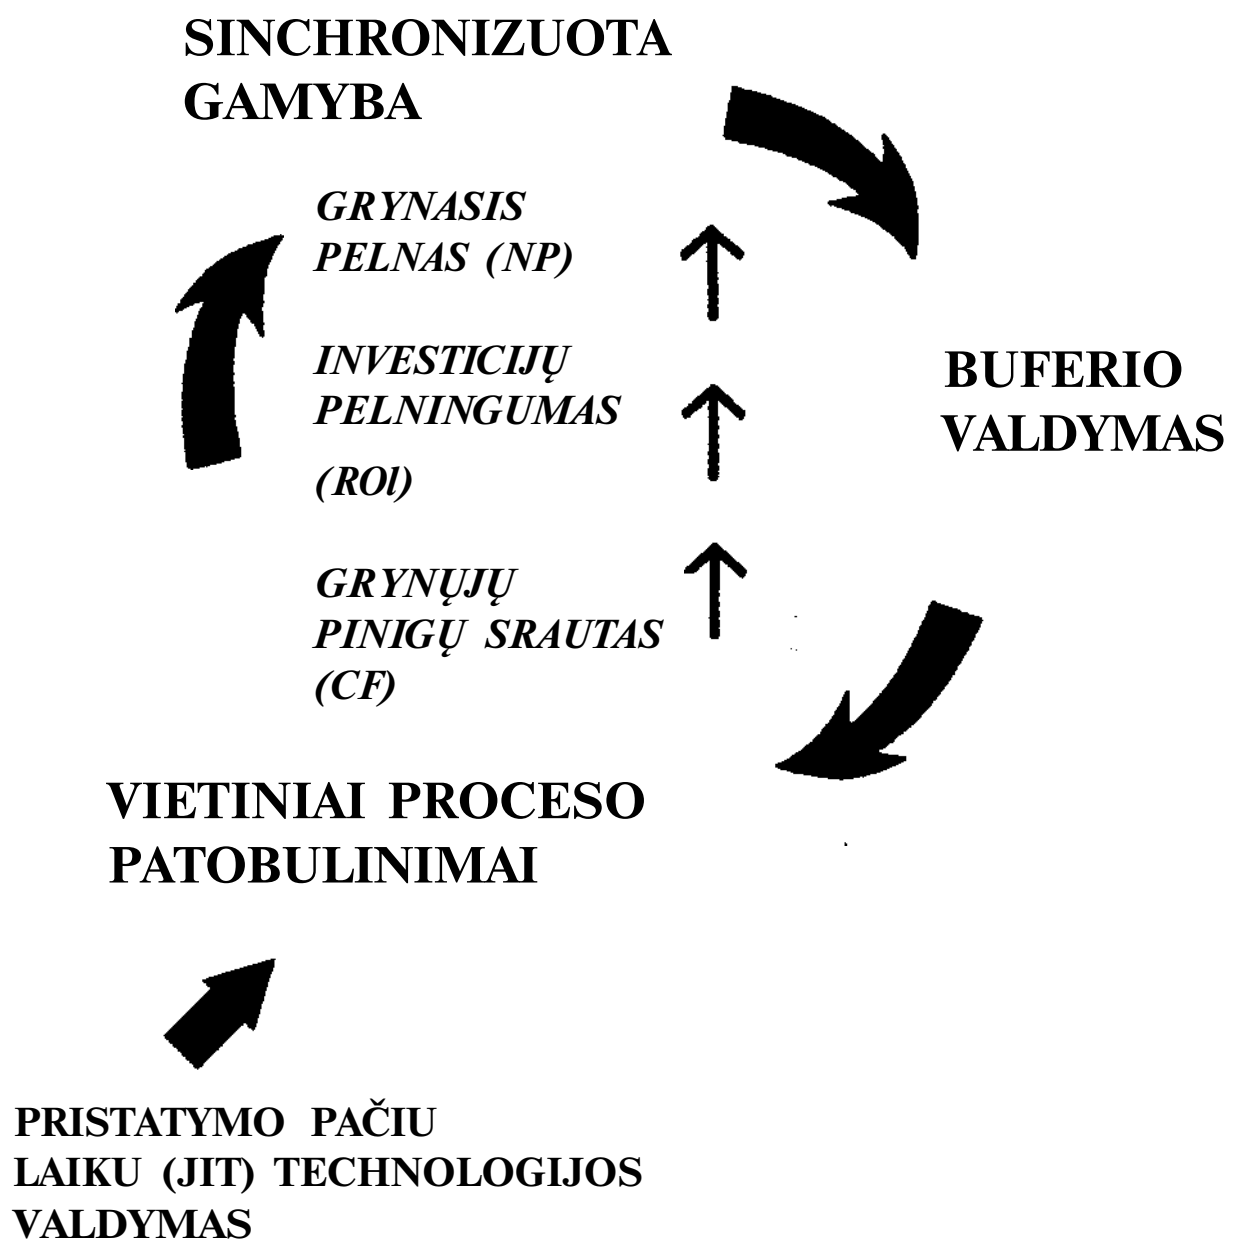 SINCHRONIZUOTA
GAMYBA
GRYNASIS
PELNAS (NP)
INVESTICIJŲ
PELNINGUMAS
(ROl)
GRYNŲJŲ
PINIGŲ SRAUTAS
(CF)
BUFERIO
VALDYMAS
VIETINIAI PROCESO
PATOBULINIMAI
PRISTATYMO PAČIU
LAIKU (JIT) TECHNOLOGIJOS
VALDYMAS